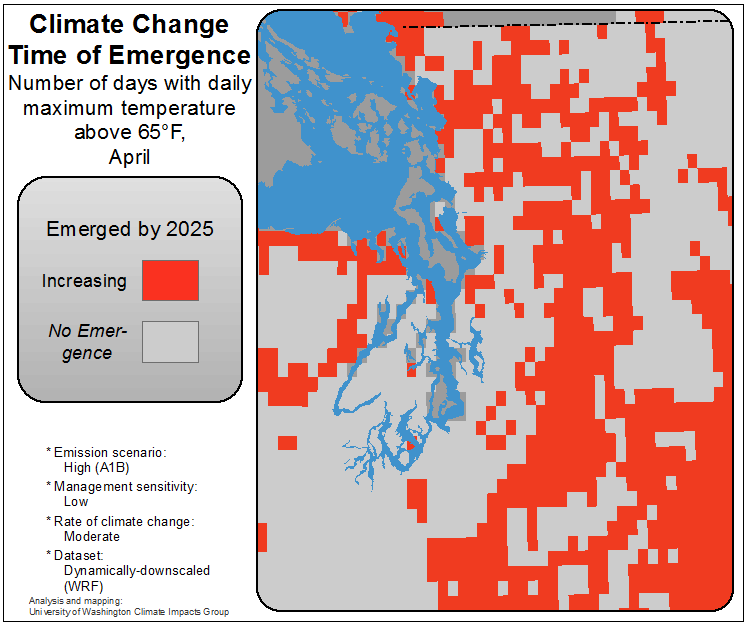 Climate Change
Time of Emergence
Number of days with daily
maximum temperature
above 65°F,
April
Emerged by 2025
Increasing
No Emer-
gence
* Emission scenario:
High (A1B)
* Management sensitivity:
Low
* Rate of climate change:
Moderate
* Dataset:
Dynamically-downscaled
(WRF)
Analysis and mapping:
University of Washington Climate Impacts Group